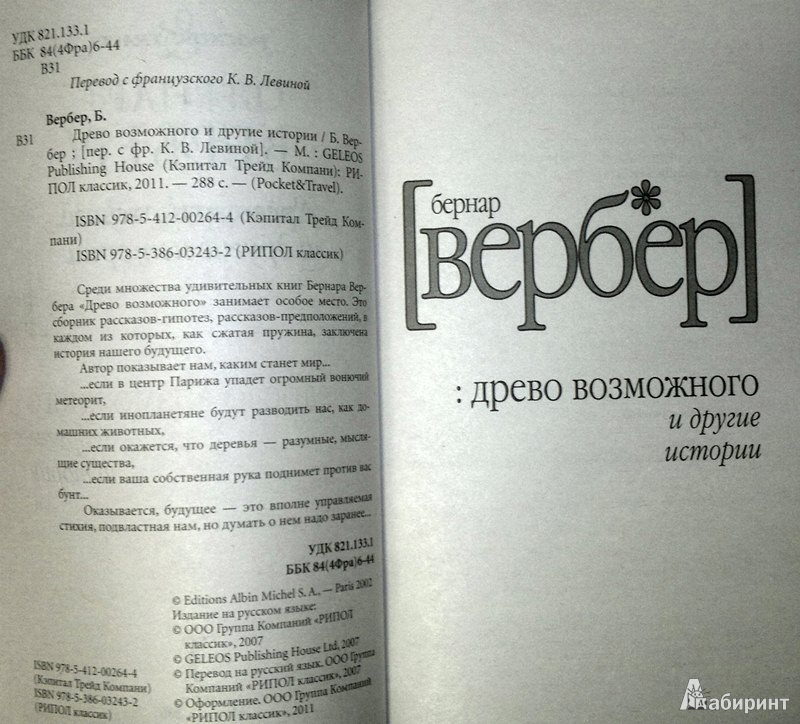 УДК 821.133.1
ББК 84(4Фра)6-44
В31
Перевод с французского К. В. Левиной
Вербер, Б.
В31 Древо возможного и другие истории / Б. Вер-
бер ; [пер. с фр. К. В. Левиной]. — М. : GELEOS
Publishing House (Кэпитал Трейд Компани): РИ-
ПОЛ классик, 2011. — 288 с. — (Pocket&Travel).
ISBN 978-5-412-00264-4 (Кэпитал Трейд Ком-
пани)
ISBN 978-5-386-03243-2 (РИПОЛ классик)
Среди множества удивительных книг Бернара Вер-
бера «Древо возможного» занимает особое место. Это
сборник рассказов-гипотез, рассказов-предположений, в
каждом из которых, как сжатая пружина, заключена
история нашего будущего.
Автор показывает нам, каким станет мир...
...если в центр Парижа упадет огромный вонючий
метеорит,
...если инопланетяне будут разводить нас, как до-
машних животных,
...если окажется, что деревья — разумные, мысля-
щие существа,
...если ваша собственная рука поднимет против вас
бунт...
Оказывается, будущее — это вполне управляемая
стихия, подвластная нам, но думать о нем надо заранее...
УДК 821.133.1
ББК 84(4Фра)6-44
© Editions Albin Michel S. A., — Paris 2002
Издание на русском языке:
© ООО Группа Компаний «РИПОЛ
классик», 2007
© GELEOS Publishing House Ltd, 2007
© Перевод на русский язык. ООО Группа
Компаний «РИПОЛ классик», 2007
© Оформление. ООО Группа Компаний
«РИПОЛ классик», 2011
ISBN 978-5-412-00264-4
(Кэпитал Трейд Компани)
ISBN 978-5-386-03243-2
(РИПОЛ классик)
[бернар
вербер]
: древо возможного
и другие
истории
Лабиринт